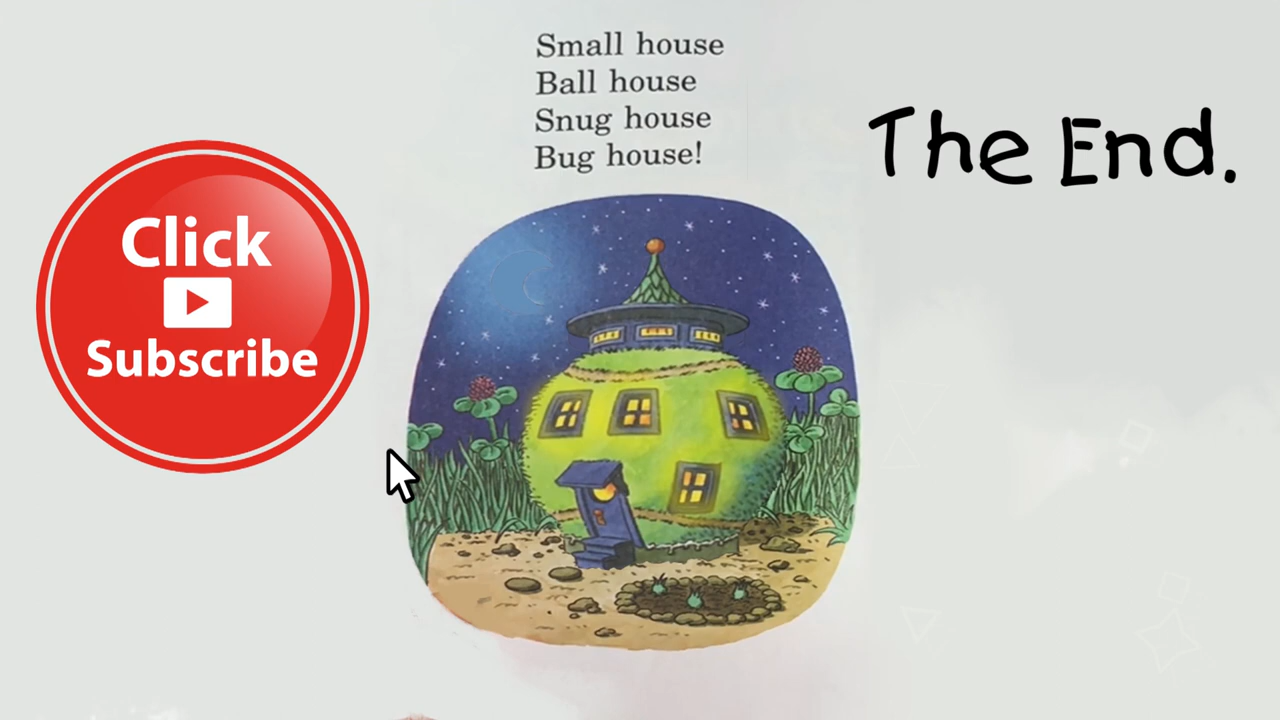 Small house
Ball house
Snug house
Bug house!
The End.
Click
Subscribe